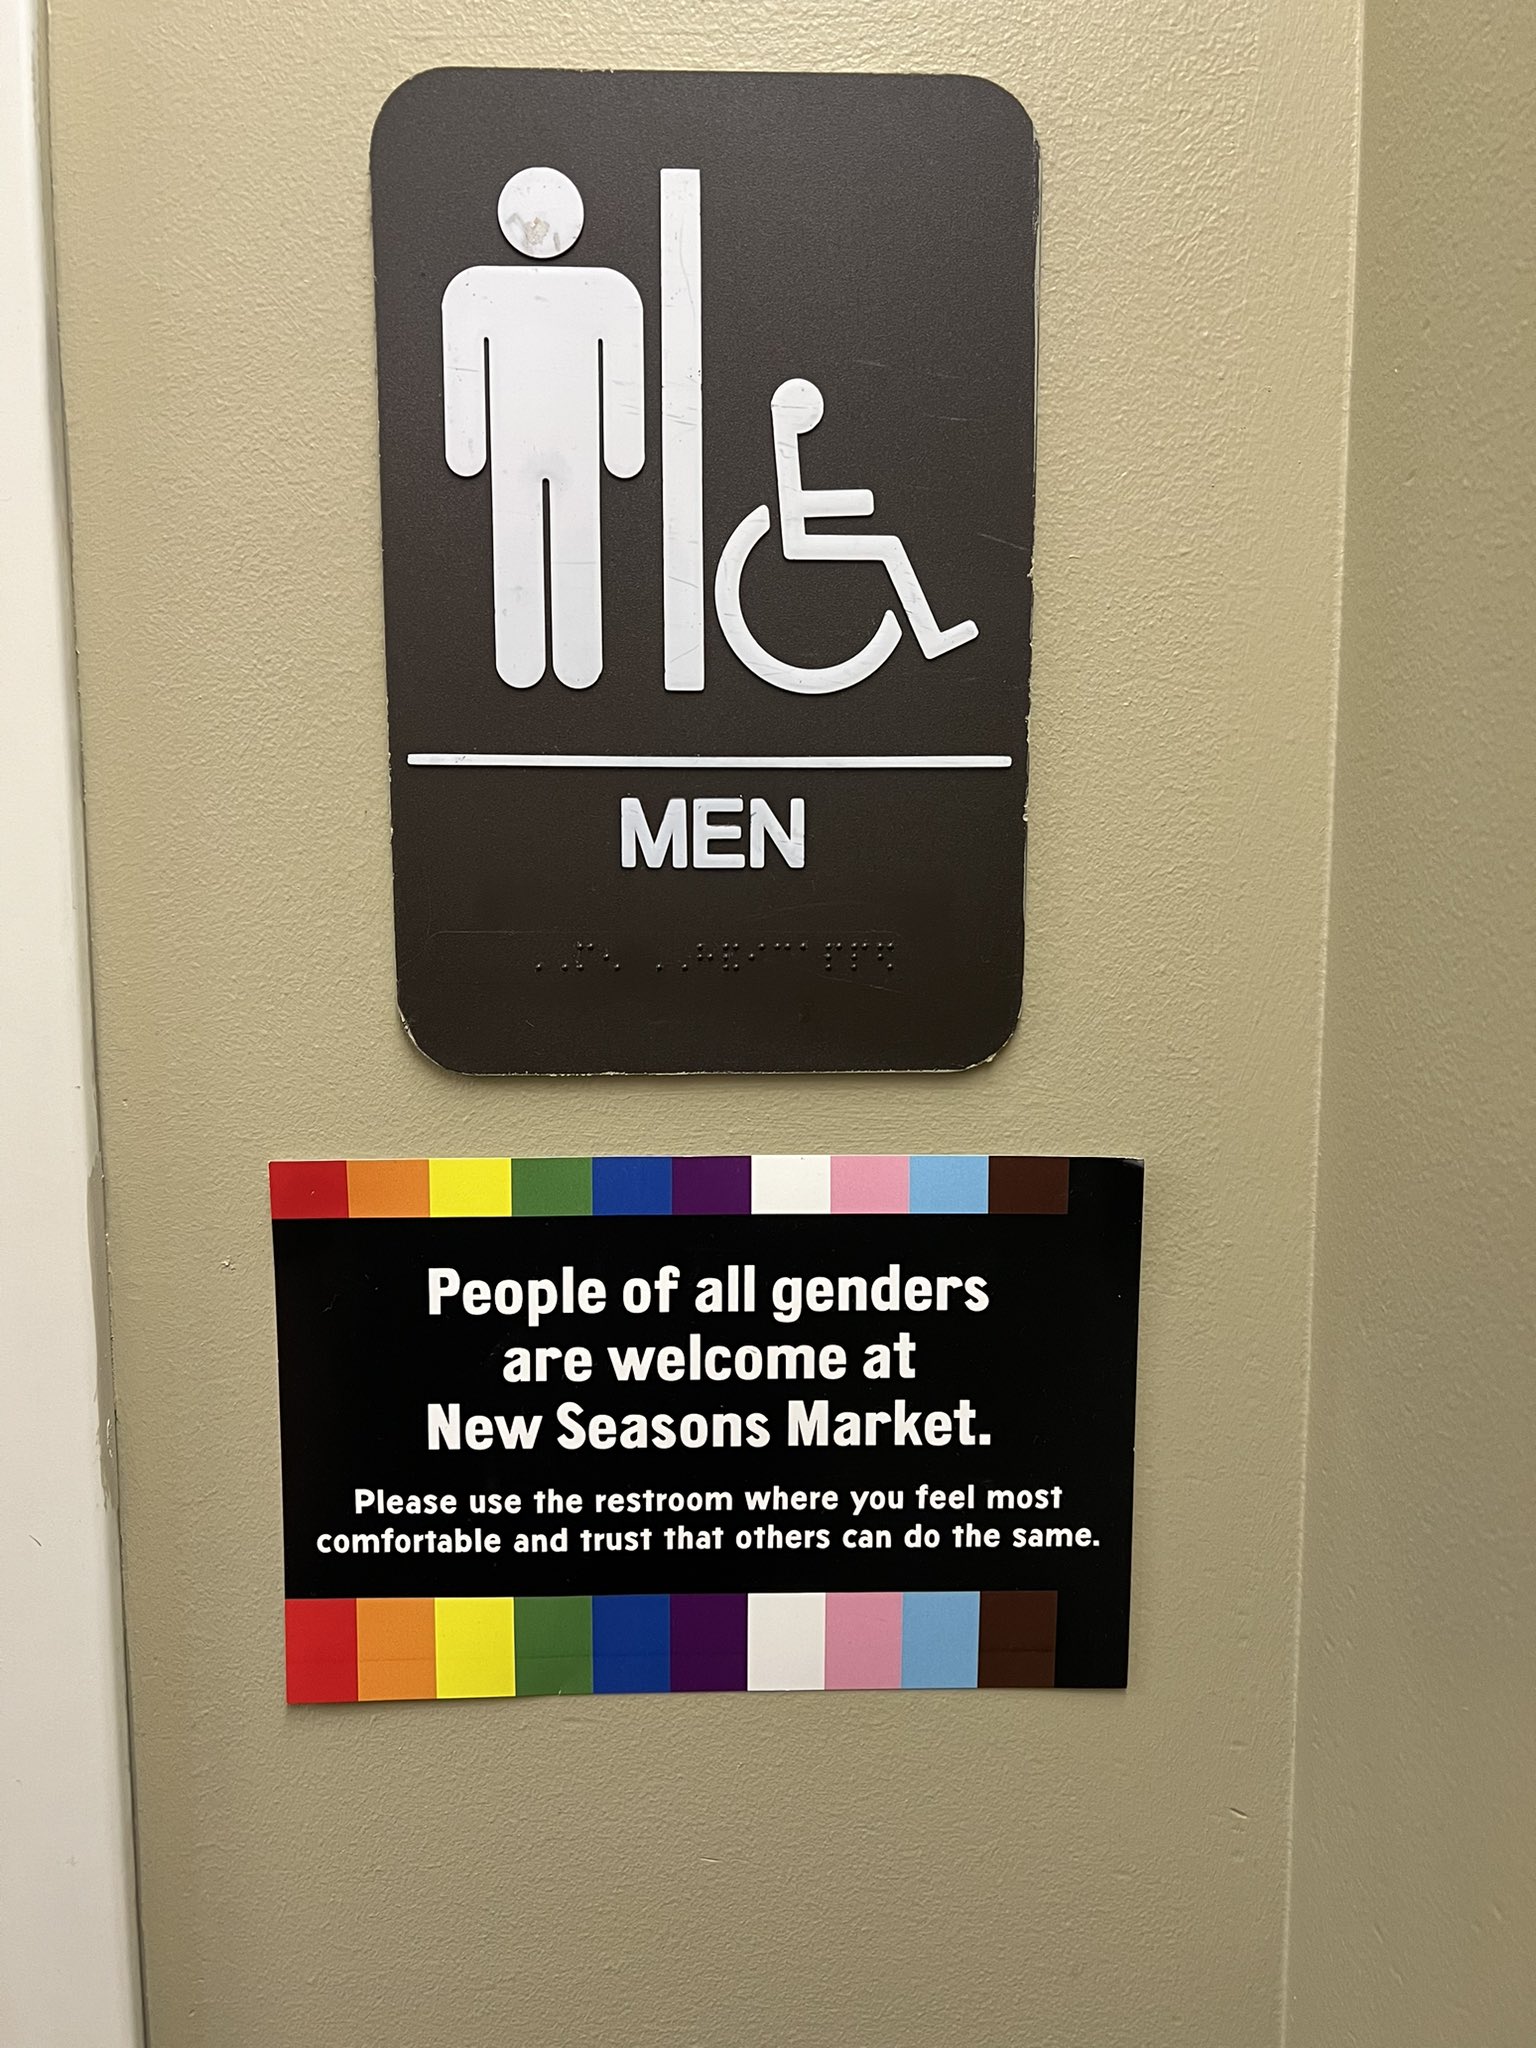 MEN
People of all genders
are welcome at
New Seasons Market.
Please use the restroom where you feel most
comfortable and trust that others can do the same.